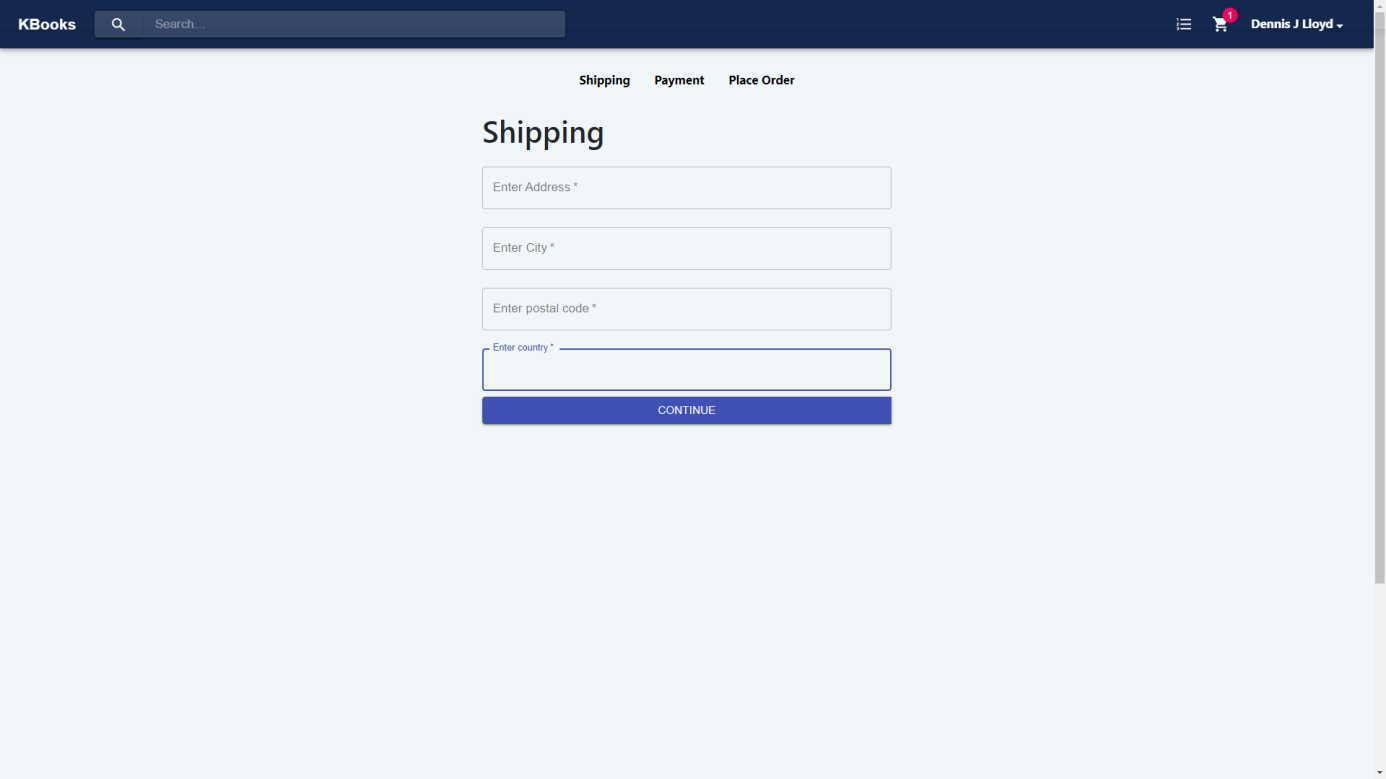 KBooks Search... 1 Dennis J Lloyd
Shipping Payment Place Order
Shipping
Enter Address *
Enter City *
Enter postal code *
Enter country *
CONTINUE